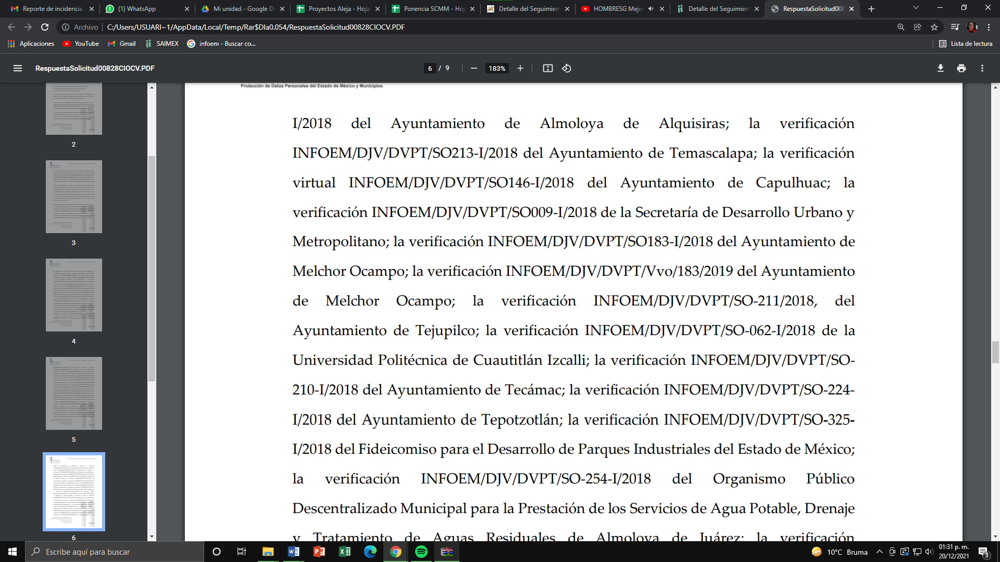 Reporte de incidencia
(1) WhatsApp
Mi unidad - Google Dr
Proyectos Aleja - Hoja
Ponencia SCMM - Hoj
Detalle del Seguimien
HOMBRESG Mejor
Detalle del Seguimien
RespuestaSolicitud008
Archivo
C:/Users/USUARI~1/AppData/Local/Temp/Rar$DIa0.054/RespuestaSolicitud00828CIOCV.PDF
Aplicaciones
YouTube
Gmail
SAIMEX
infoem - Buscar co...
Lista de lectura
RespuestaSolicitud00828CIOCV.PDF
6 / 9
183%
2
3
4
5
6
Protección de Datos Personales del Estado de México y Municipios
I/2018 del Ayuntamiento de Almoloya de Alquisiras; la verificación
INFOEM/DJV/DVPT/SO213-I/2018 del Ayuntamiento de Temascalapa; la verificación
virtual INFOEM/DJV/DVPT/SO146-I/2018 del Ayuntamiento de Capulhuac; la
verificación INFOEM/DJV/DVPT/SO009-I/2018 de la Secretaría de Desarrollo Urbano y
Metropolitano; la verificación INFOEM/DJV/DVPT/SO183-I/2018 del Ayuntamiento de
Melchor Ocampo; la verificación INFOEM/DJV/DVPT/Vvo/183/2019 del Ayuntamiento
de Melchor Ocampo; la verificación INFOEM/DJV/DVPT/SO-211/2018, del
Ayuntamiento de Tejupilco; la verificación INFOEM/DJV/DVPT/SO-062-I/2018 de la
Universidad Politécnica de Cuautitlán Izcalli; la verificación INFOEM/DJV/DVPT/SO-
210-I/2018 del Ayuntamiento de Tecámac; la verificación INFOEM/DJV/DVPT/SO-224-
I/2018 del Ayuntamiento de Tepotzotlán; la verificación INFOEM/DJV/DVPT/SO-325-
I/2018 del Fideicomiso para el Desarrollo de Parques Industriales del Estado de México;
la verificación INFOEM/DJV/DVPT/SO-254-I/2018 del Organismo Público
Descentralizado Municipal para la Prestación de los Servicios de Agua Potable, Drenaje
y Tratamiento de Aguas Residuales de Almoloya de Juárez; la verificación
Escribe aquí para buscar
10°C Bruma
01:31 p. m.
20/12/2021
3